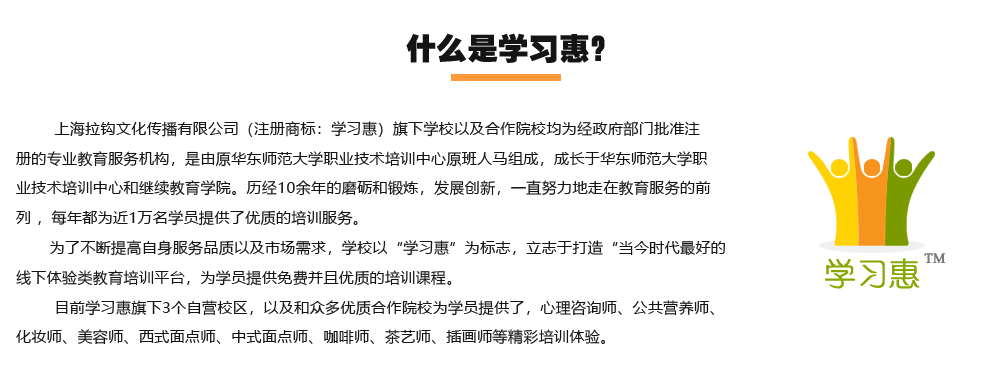 什么是学习惠?
上海拉钩文化传播有限公司（注册商标：学习惠）旗下学校以及合作院校均为经政府部门批准注
册的专业教育服务机构，是由原华东师范大学职业技术培训中心原班人马组成，成长于华东师范大学职
业技术培训中心和继续教育学院。历经10余年的磨砺和锻炼，发展创新，一直努力地走在教育服务的前
列 ，每年都为近1万名学员提供了优质的培训服务。
为了不断提高自身服务品质以及市场需求，学校以“学习惠”为标志，立志于打造“当今时代最好的
线下体验类教育培训平台，为学员提供免费并且优质的培训课程。
目前学习惠旗下3个自营校区，以及和众多优质合作院校为学员提供了，心理咨询师、公共营养师、
化妆师、美容师、西式面点师、中式面点师、咖啡师、茶艺师、插画师等精彩培训体验。
学习惠TM